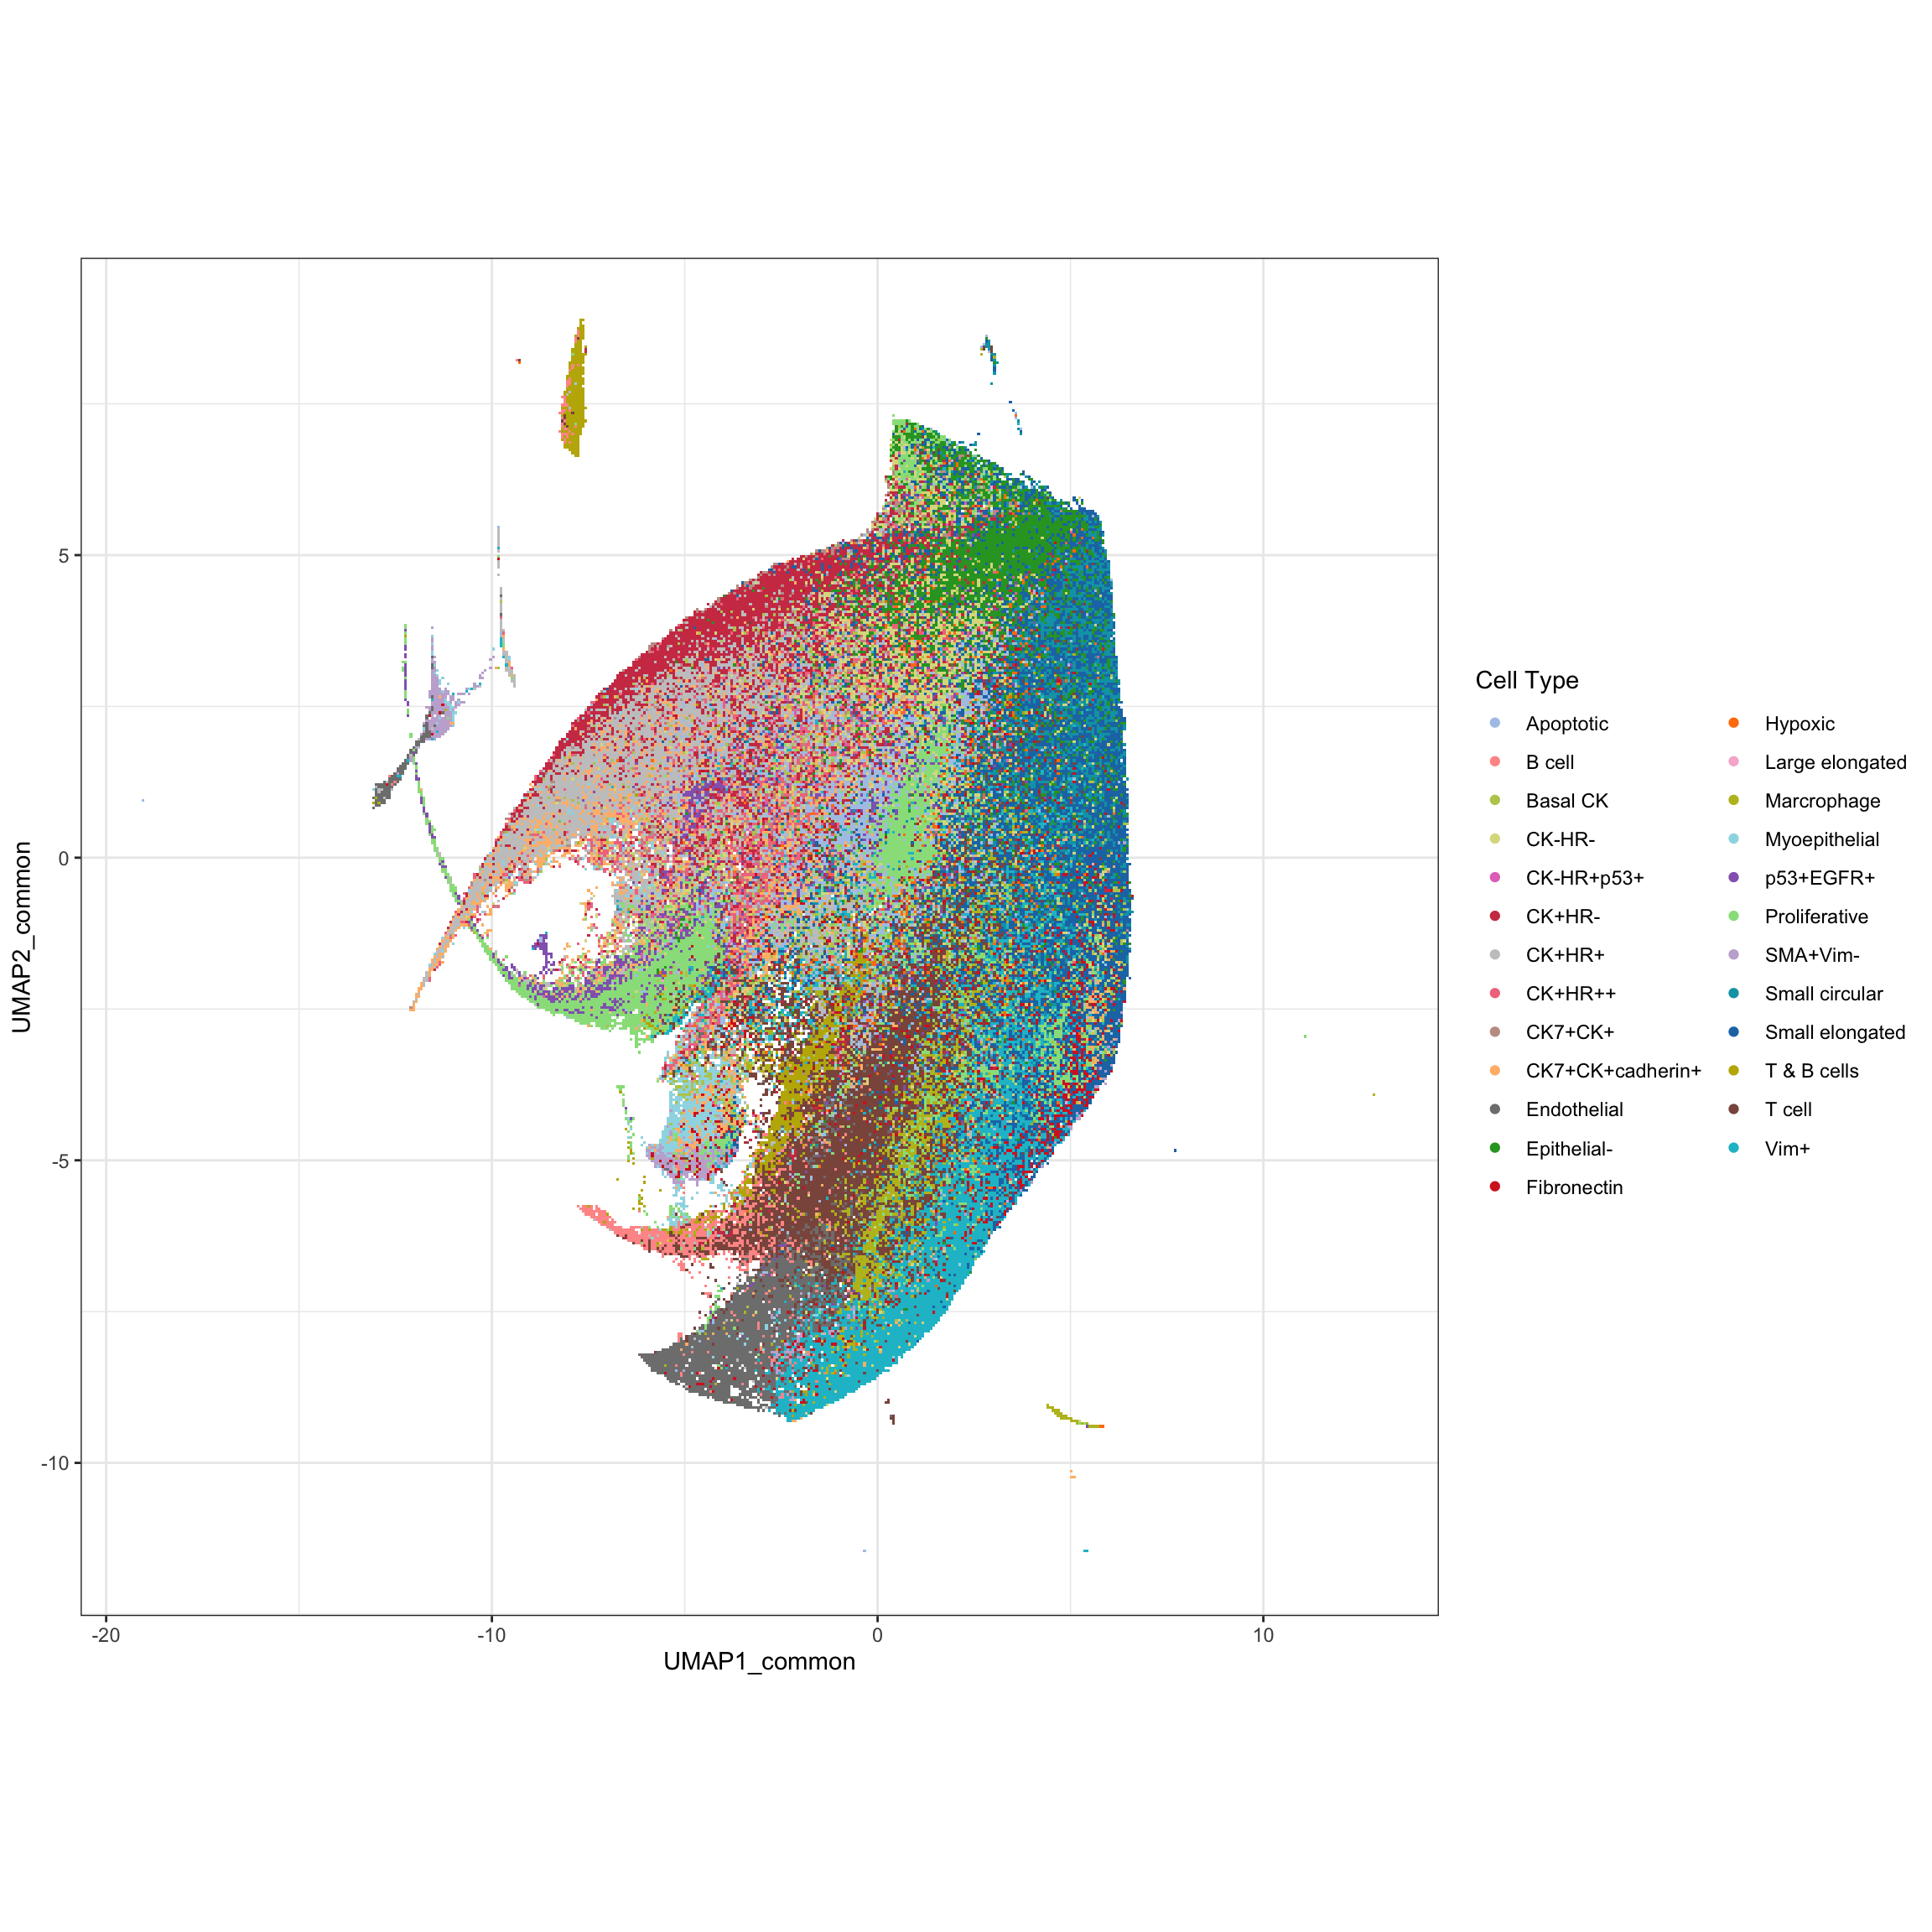 UMAP2_common
5
0
-5
-10
-20
-10
0
10
UMAP1_common
Cell Type
Apoptotic
B cell
Basal CK
CK-HR-
CK-HR+p53+
CK+HR-
CK+HR+
CK+HR++
CK7+CK+
CK7+CK+cadherin+
Endothelial
Epithelial-
Fibronectin
Hypoxic
Large elongated
Marcrophage
Myoepithelial
p53+EGFR+
Proliferative
SMA+Vim-
Small circular
Small elongated
T & B cells
T cell
Vim+